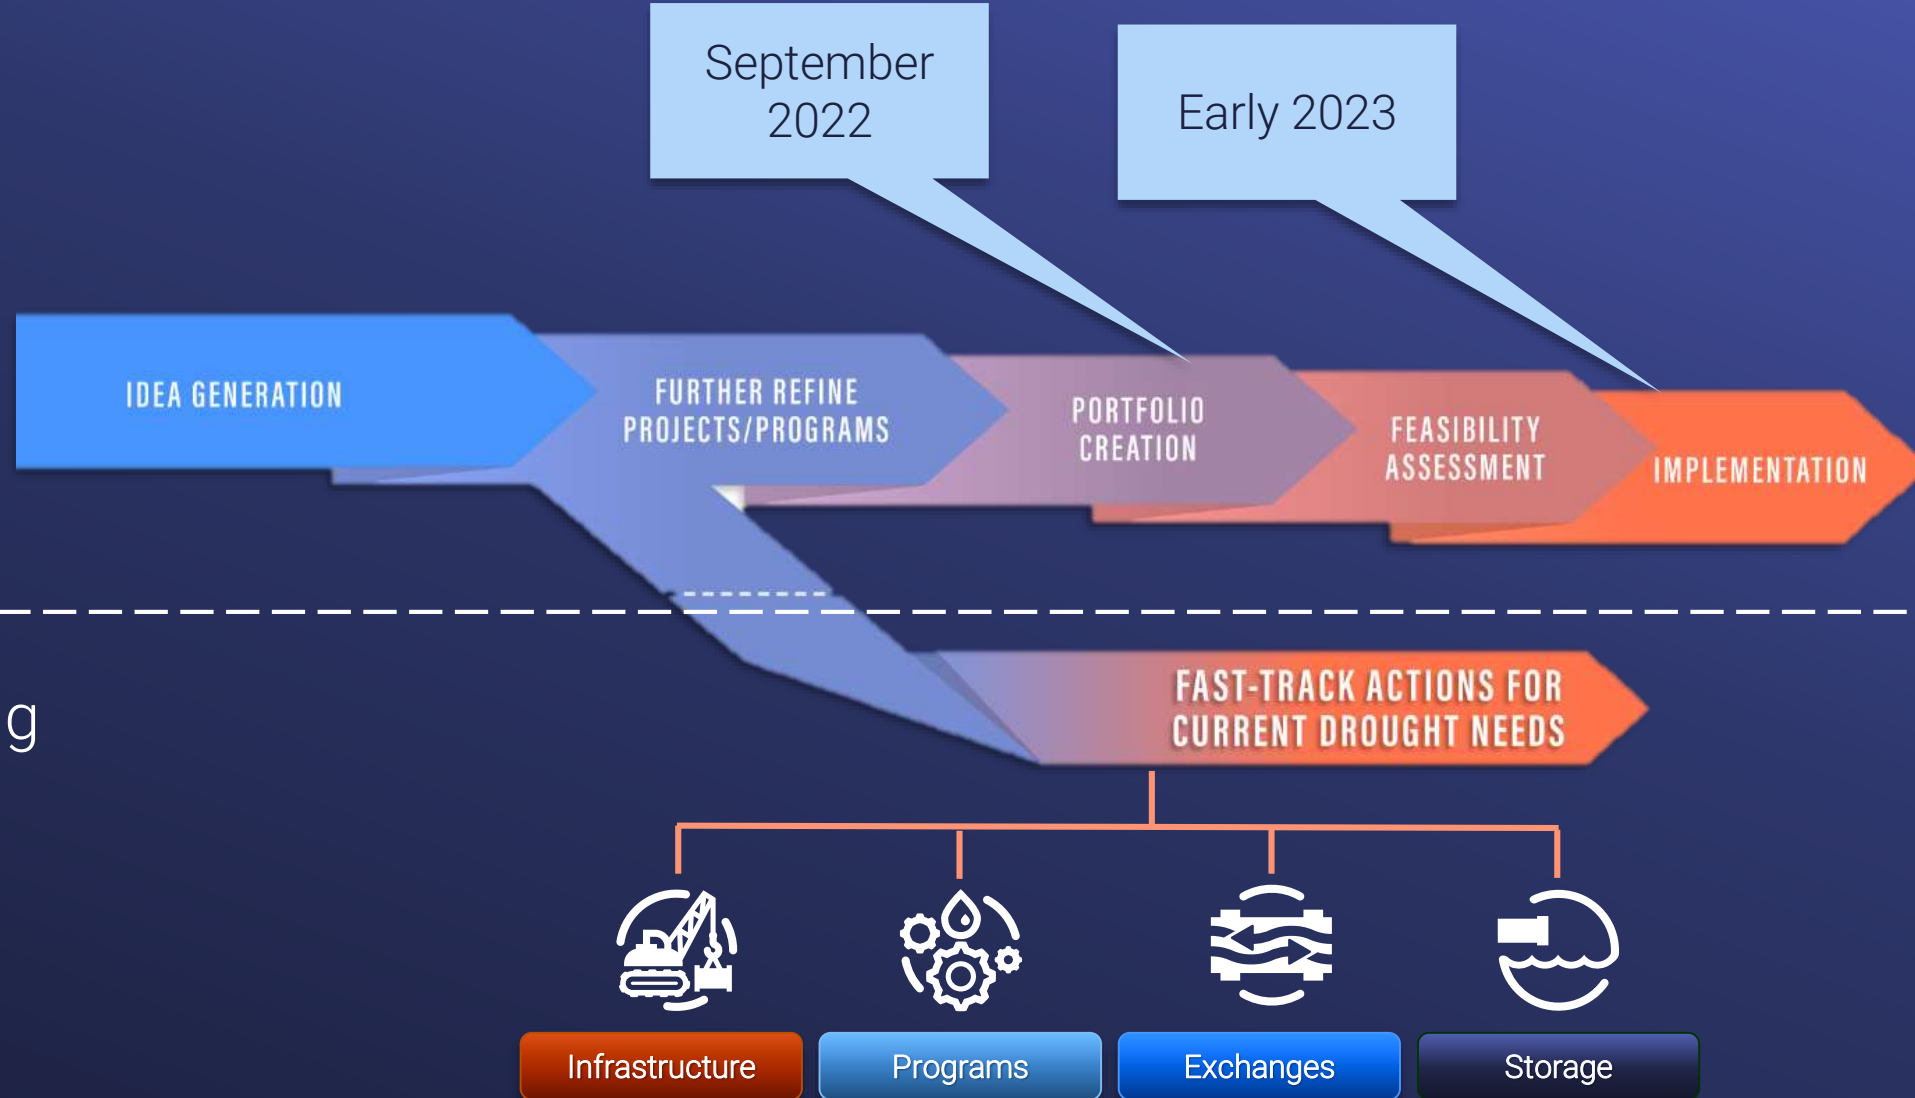 September
2022
Early 2023
IDEA GENERATION
FURTHER REFINE
PROJECTS/PROGRAMS
PORTFOLIO
CREATION
FEASIBILITY
ASSESSMENT
IMPLEMENTATION
g
FAST-TRACK ACTIONS FOR
CURRENT DROUGHT NEEDS
Infrastructure
Programs
Exchanges
Storage